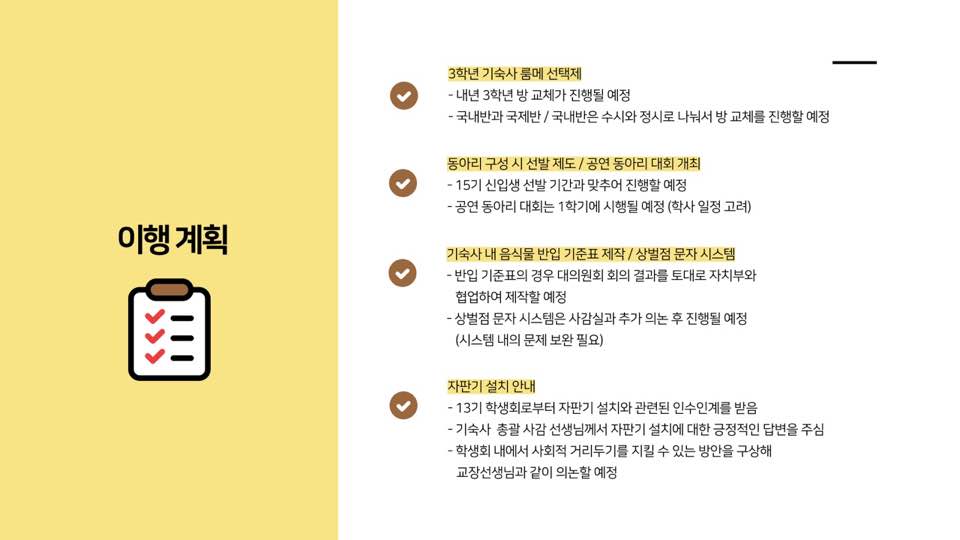 이행 계획
3학년 기숙사 룸메 선택제
- 내년 3학년 방 교체가 진행될 예정
- 국내반과 국제반 / 국내반은 수시와 정시로 나눠서 방 교체를 진행할 예정
동아리 구성 시 선발 제도 / 공연 동아리 대회 개최
- 15기 신입생 선발 기간과 맞추어 진행할 예정
- 공연 동아리 대회는 1학기에 시행될 예정 (학사 일정 고려)
기숙사 내 음식물 반입 기준표 제작 / 상벌점 문자 시스템
- 반입 기준표의 경우 대의원회 회의 결과를 토대로 자치부와
협업하여 제작할 예정
- 상벌점 문자 시스템은 사감실과 추가 의논 후 진행될 예정
(시스템 내의 문제 보완 필요)
자판기 설치 안내
- 13기 학생회로부터 자판기 설치와 관련된 인수인계를 받음
- 기숙사 총괄 사감 선생님께서 자판기 설치에 대한 긍정적인 답변을 주심
- 학생회 내에서 사회적 거리두기를 지킬 수 있는 방안을 구상해
교장선생님과 같이 의논할 예정